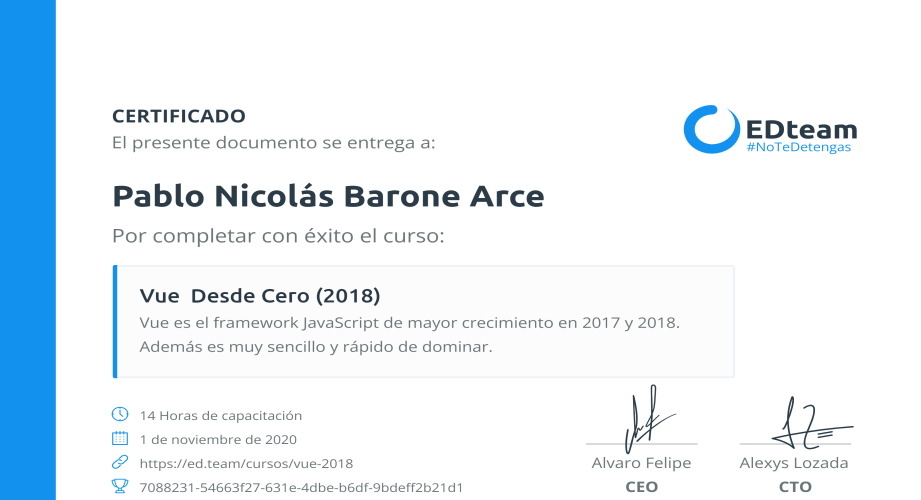 CERTIFICADO
El presente documento se entrega a:
EDteam
#NoTeDetengas
Pablo Nicolás Barone Arce
Por completar con éxito el curso:
Vue Desde Cero (2018)
Vue es el framework JavaScript de mayor crecimiento en 2017 y 2018.
Además es muy sencillo y rápido de dominar.
14 Horas de capacitación
1 de noviembre de 2020
https://ed.team/cursos/vue-2018
7088231-54663f27-631e-4dbe-b6df-9bdeff2b21d1
Alvaro Felipe
CEO
Alexys Lozada
CTO